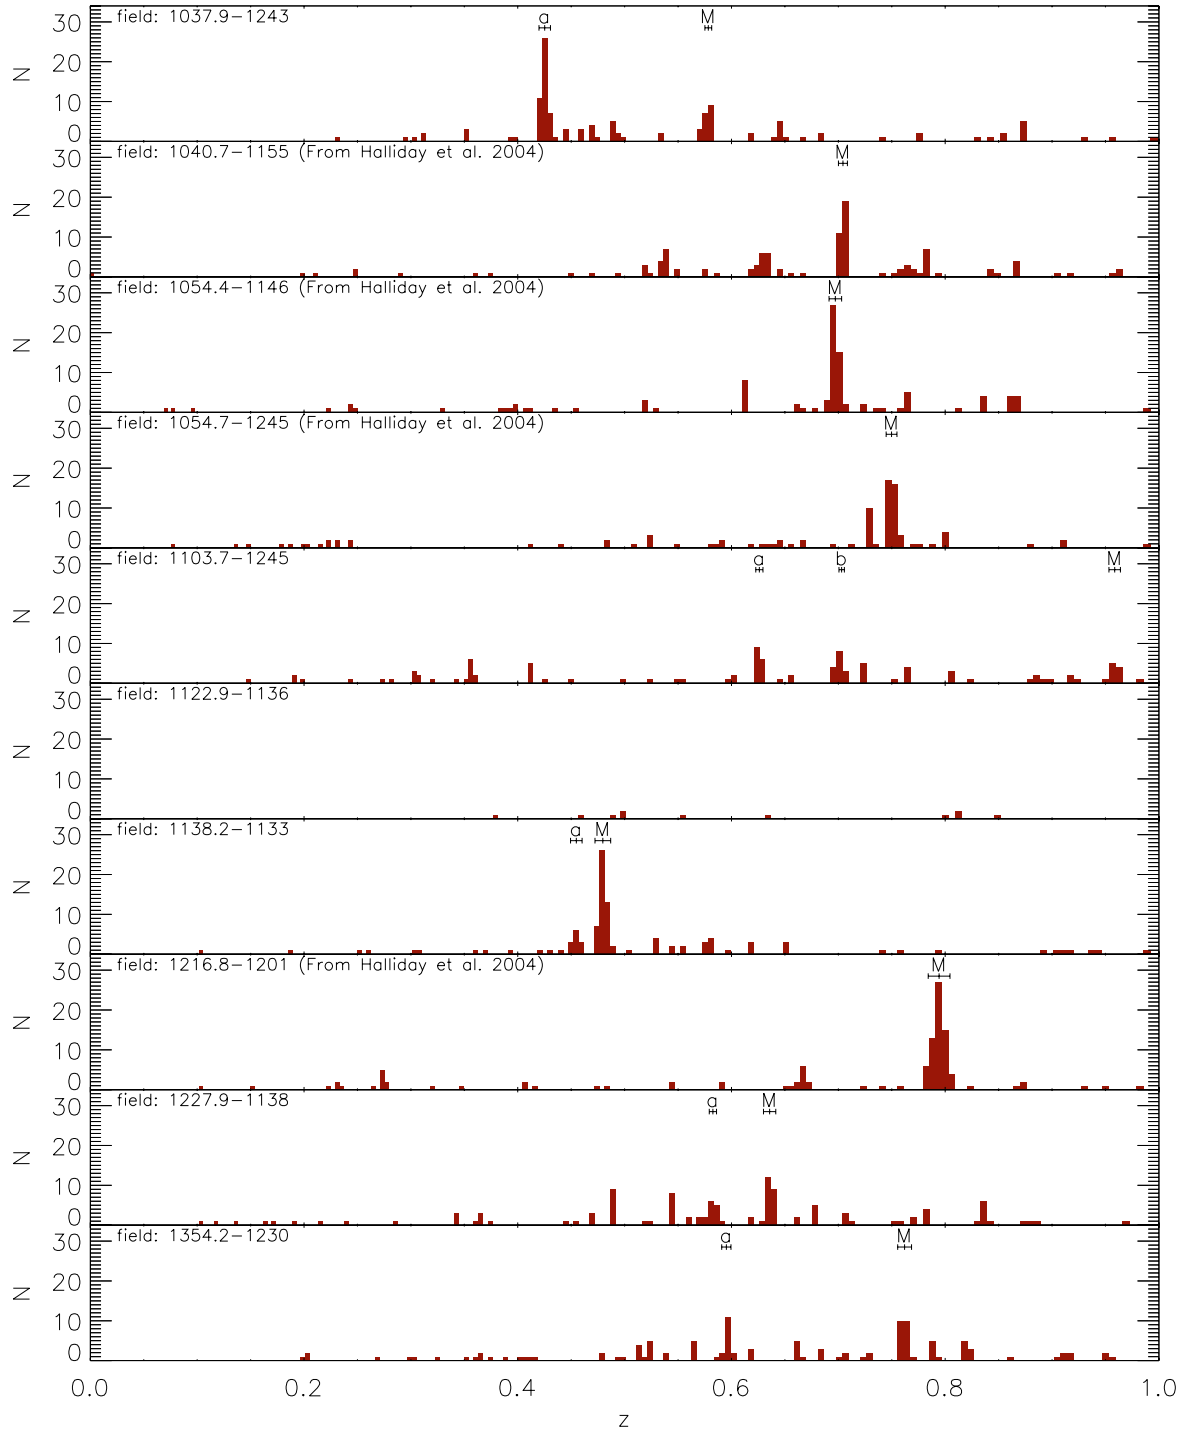 field: 1037.9−1243
a
M
30
20
10
0
N
field: 1040.7−1155 (From Halliday et al. 2004)
M
30
20
10
0
N
field: 1054.4−1146 (From Halliday et al. 2004)
M
30
20
10
0
N
field: 1054.7−1245 (From Halliday et al. 2004)
M
30
20
10
0
N
field: 1103.7−1245
a
b
M
30
20
10
0
N
field: 1122.9−1136
30
20
10
0
N
field: 1138.2−1133
a
M
30
20
10
0
N
field: 1216.8−1201 (From Halliday et al. 2004)
M
30
20
10
0
N
field: 1227.9−1138
a
M
30
20
10
0
N
field: 1354.2−1230
a
M
30
20
10
0
N
0.0
0.2
0.4
0.6
0.8
1.0
z